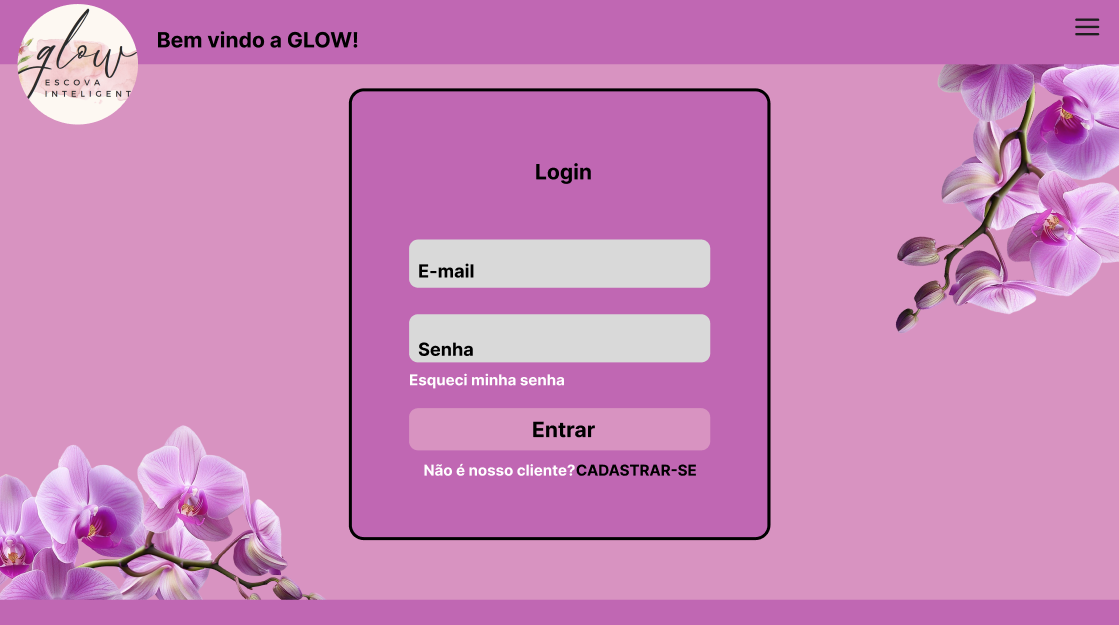 glow
ESCOVA
INTELIGENT
Bem vindo a GLOW!
Login
E-mail
Senha
Esqueci minha senha
Entrar
Não é nosso cliente?CADASTRAR-SE